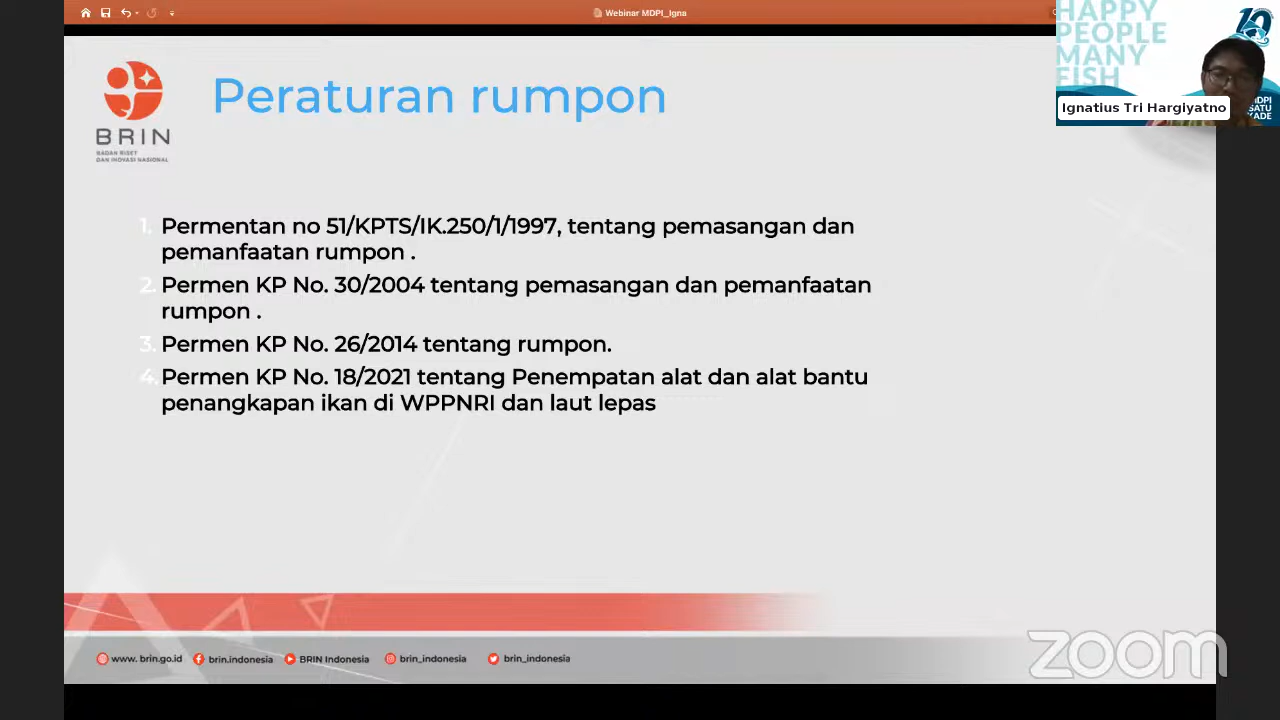 Webinar MDPI_Igna
HAPPY
PEOPLE
MANY
FISH
Ignatius Tri Hargiyatno
MDPI
SATU
KADE
BRIN
BADAN RISET
DAN INOVASI NASIONAL
Peraturan rumpon
1. Permentan no 51/KPTS/IK.250/1/1997, tentang pemasangan dan
pemanfaatan rumpon .
2. Permen KP No. 30/2004 tentang pemasangan dan pemanfaatan
rumpon .
3. Permen KP No. 26/2014 tentang rumpon.
4. Permen KP No. 18/2021 tentang Penempatan alat dan alat bantu
penangkapan ikan di WPPNRI dan laut lepas
www. brin.go.id brin.indonesia BRIN Indonesia brin_indonesia brin_indonesia
zoom